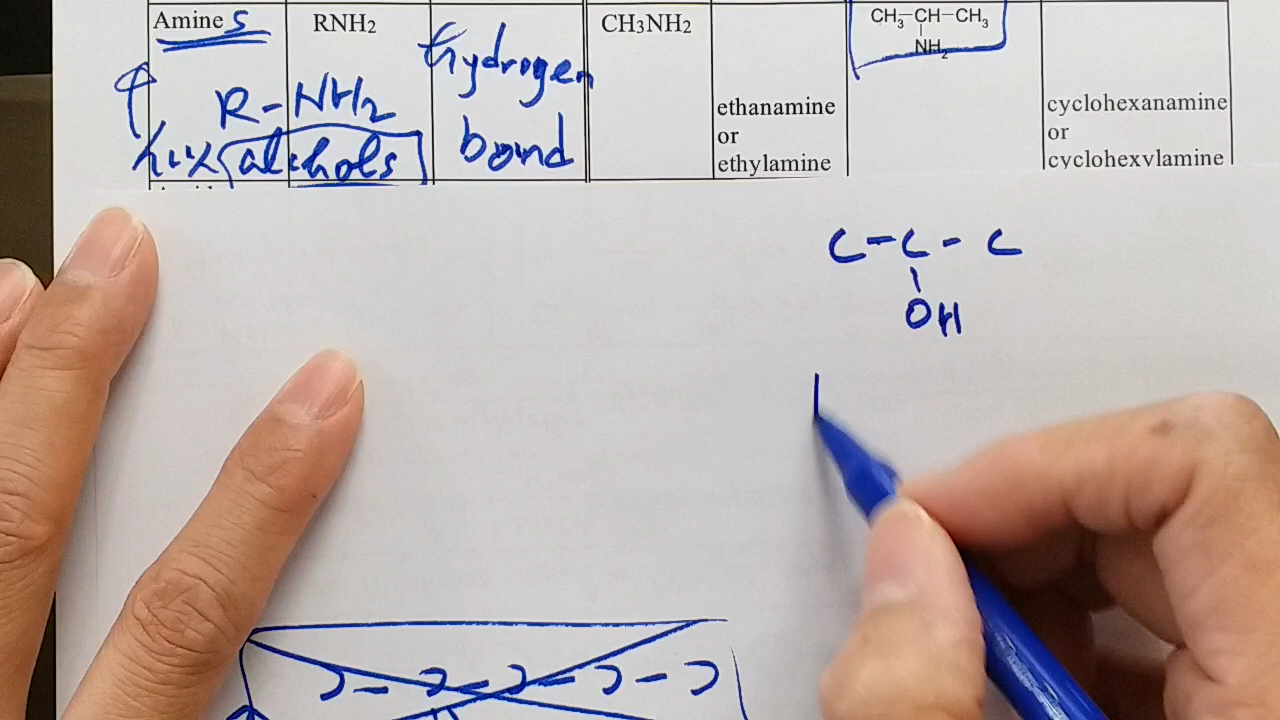 Amines RNH2 CH3NH2 CH3-CH-CH3
NH2
R-NH2 hydrogen bond
ethanamine
or
ethylamine
cyclohexanamine
or
cyclohexylamine
alcohols
C-C-C
OH